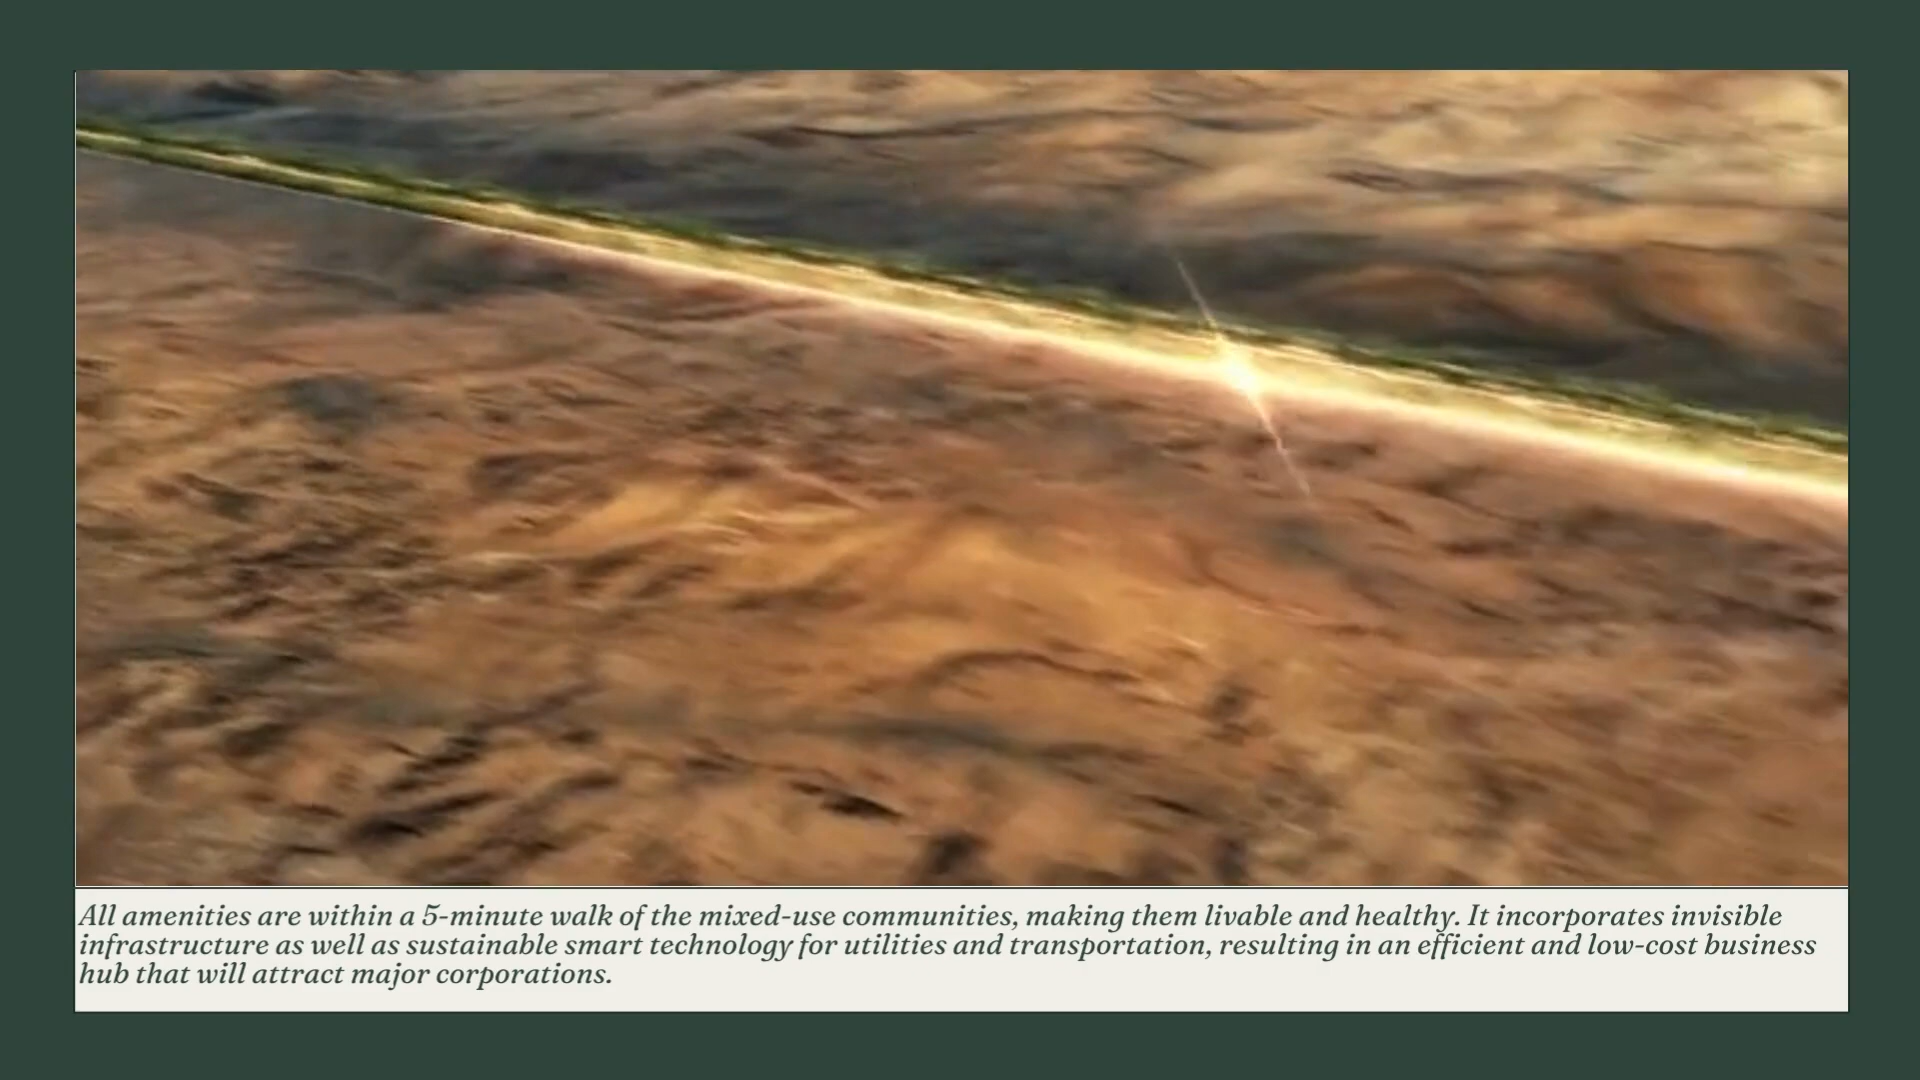 All amenities are within a 5-minute walk of the mixed-use communities, making them livable and healthy. It incorporates invisible
infrastructure as well as sustainable smart technology for utilities and transportation, resulting in an efficient and low-cost business
hub that will attract major corporations.